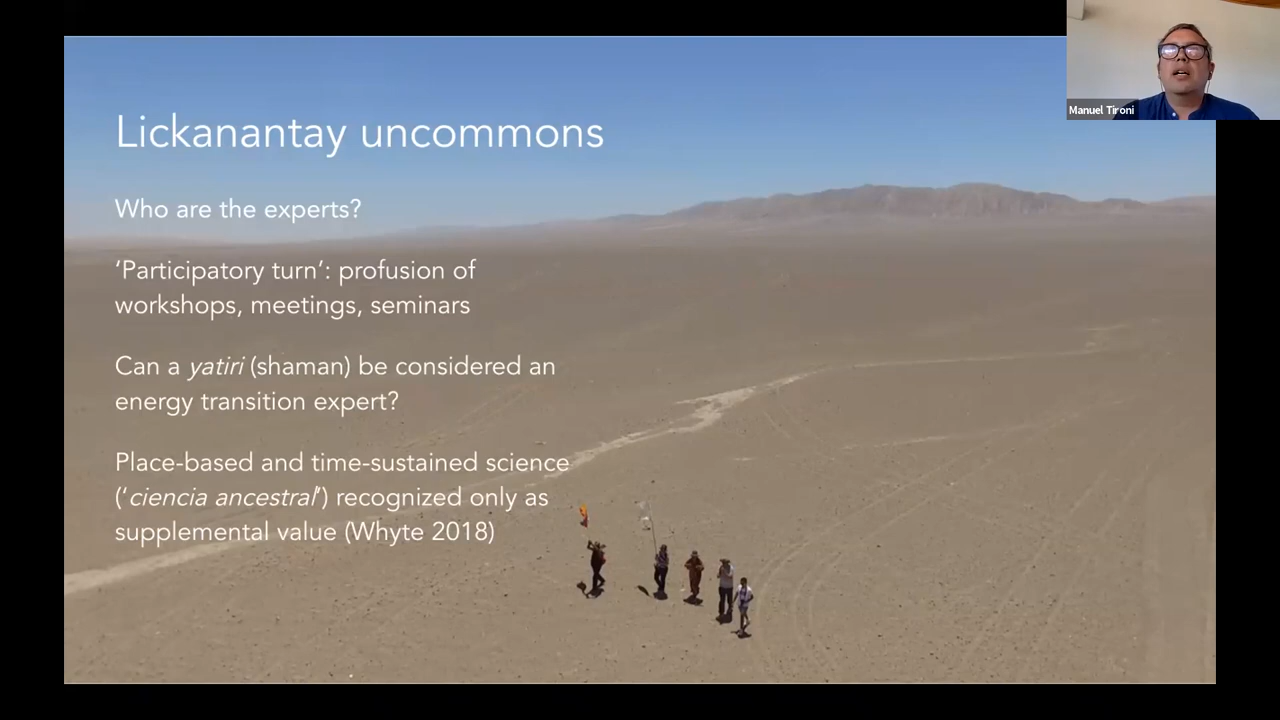 Lickanantay uncommons
Who are the experts?
‘Participatory turn’: profusion of
workshops, meetings, seminars
Can a yatiri (shaman) be considered an
energy transition expert?
Place-based and time-sustained science
(‘ciencia ancestral’) recognized only as
supplemental value (Whyte 2018)
Manuel Tironi